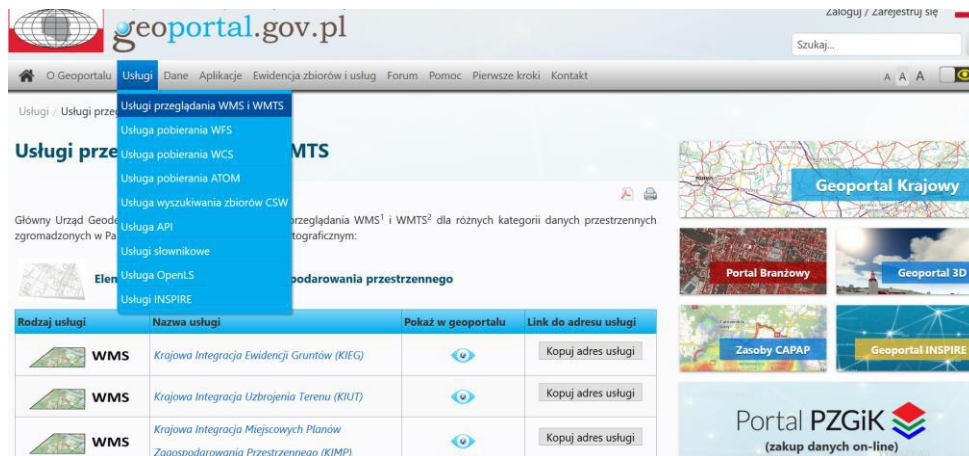 geoportal.gov.pl
Zaloguj / Zarejestruj się
Szukaj...
O Geoportalu Usługi Dane Aplikacje Ewidencja zbiorów i usług Forum Pomoc Pierwsze kroki Kontakt
A A A
Usługi / Usługi prze
Usługi przeglądania WMS i WMTS
Usługa pobierania WFS
Usługa pobierania WCS
Usługa pobierania ATOM
Usługa wyszukiwania zbiorów CSW
Usługa API
Usługi słownikowe
Usługa OpenLS
Usługi INSPIRE
Usługi prze MTS
Główny Urząd Geode przeglądania WMS¹ i WMTS² dla różnych kategorii danych przestrzennych
zgromadzonych w Pa tograficznym:
Elem podarowania przestrzennego
Rodzaj usługi Nazwa usługi Pokaż w geoportalu Link do adresu usługi
WMS Krajowa Integracja Ewidencji Gruntów (KIEG) Kopuj adres usługi
WMS Krajowa Integracja Uzbrojenia Terenu (KIUT) Kopuj adres usługi
WMS Krajowa Integracja Miejscowych Planów
Zagospodarowania Przestrzennego (KIMP) Kopuj adres usługi
Geoportal Krajowy
Portal Branżowy
Geoportal 3D
Zasoby CAPAP
Geoportal INSPIRE
Portal PZGiK
(zakup danych on-line)